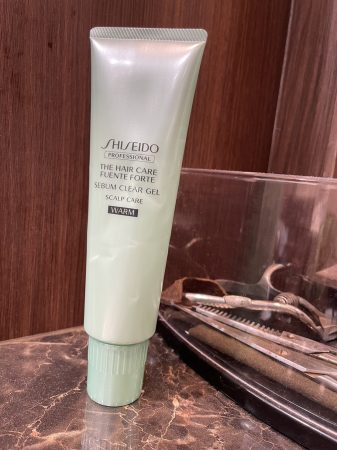 SHISEIDO
PROFESSIONAL
THE HAIR CARE
FUENTE FORTE
SEBUM CLEAR GEL
SCALP CARE
WARM